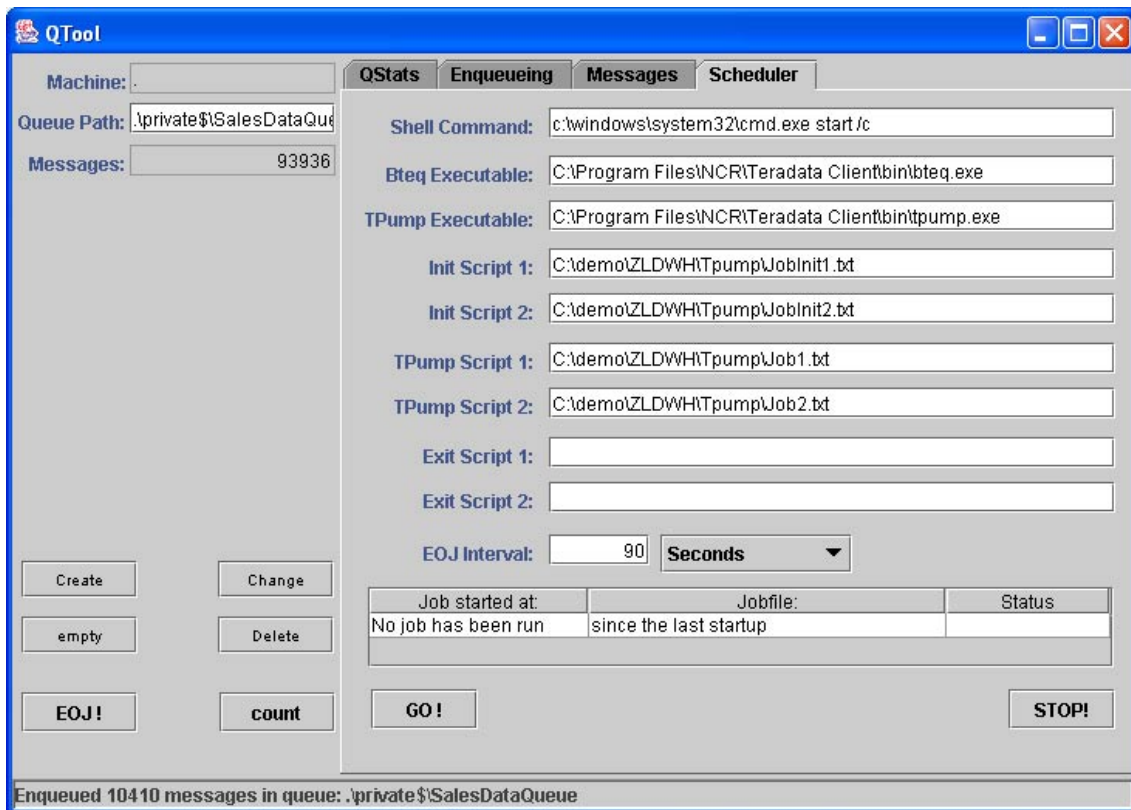 QTool
Machine: .
Queue Path: .\private$\SalesDataQue
Messages: 93936
Create Change
empty Delete
EOJ! count
QStats Enqueueing Messages Scheduler
Shell Command: c:\windows\system32\cmd.exe start /c
Bteq Executable: C:\Program Files\NCR\Teradata Client\bin\bteq.exe
TPump Executable: C:\Program Files\NCR\Teradata Client\bin\tpump.exe
Init Script 1: C:\demo\ZLDWH\Tpump\JobInit1.txt
Init Script 2: C:\demo\ZLDWH\Tpump\JobInit2.txt
TPump Script 1: C:\demo\ZLDWH\Tpump\Job1.txt
TPump Script 2: C:\demo\ZLDWH\Tpump\Job2.txt
Exit Script 1:
Exit Script 2:
EOJ Interval: 90 Seconds
Job started at: Jobfile: Status
No job has been run since the last startup
GO! STOP!
Enqueued 10410 messages in queue: .\private$\SalesDataQueue